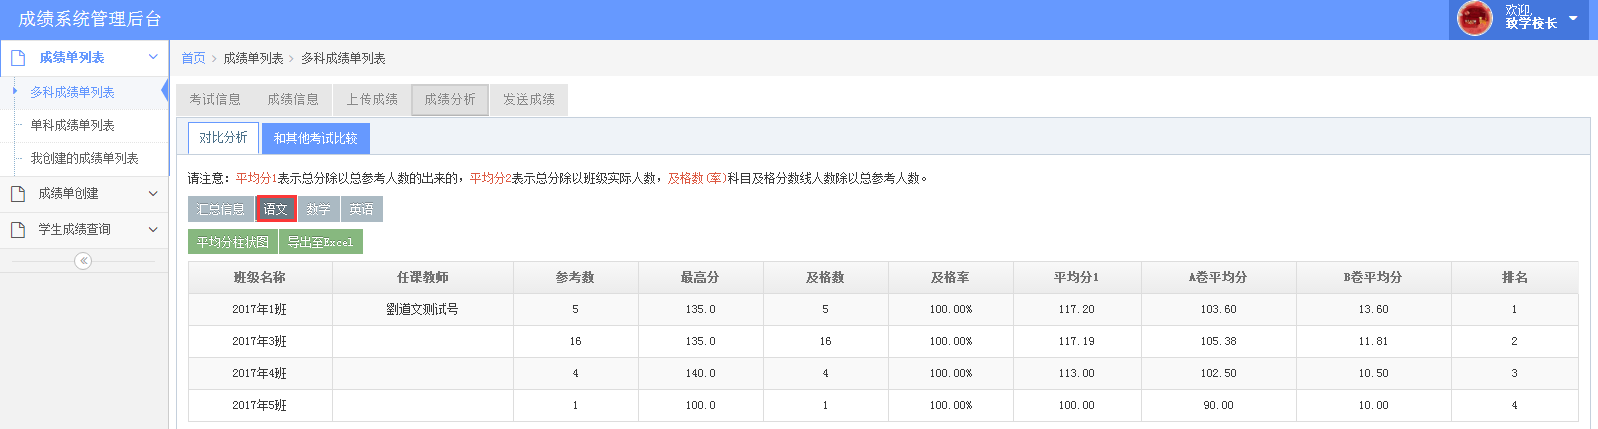 成绩系统管理后台
欢迎,
致学校长
成绩单列表
多科成绩单列表
单科成绩单列表
我创建的成绩单列表
成绩单创建
学生成绩查询
首页 > 成绩单列表 > 多科成绩单列表
考试信息 成绩信息 上传成绩 成绩分析 发送成绩
对比分析 和其他考试比较
请注意：平均分1表示总分除以总参考人数的出来的，平均分2表示总分除以班级实际人数，及格数(率)科目及格分数线人数除以总参考人数。
汇总信息 语文 数学 英语
平均分柱状图 导出至Excel
班级名称 任课教师 参考数 最高分 及格数 及格率 平均分1 A卷平均分 B卷平均分 排名
2017年1班 劉道文测试号 5 135.0 5 100.00% 117.20 103.60 13.60 1
2017年3班 16 135.0 16 100.00% 117.19 105.38 11.81 2
2017年4班 4 140.0 4 100.00% 113.00 102.50 10.50 3
2017年5班 1 100.0 1 100.00% 100.00 90.00 10.00 4